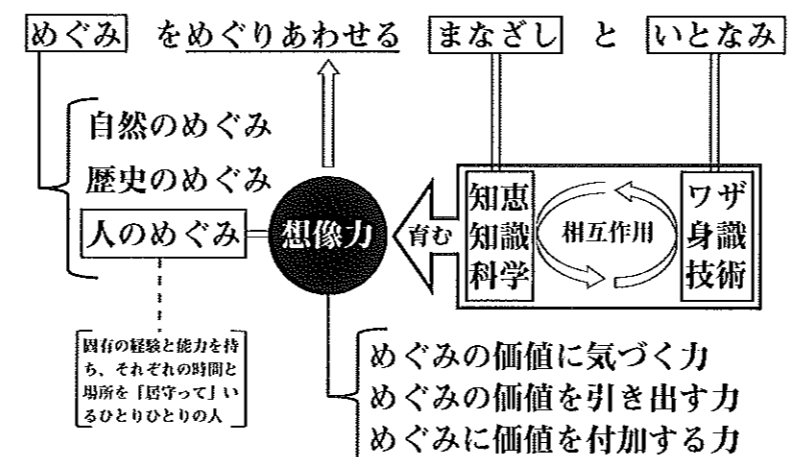 めぐみ をめぐりあわせる まなざし と いとなみ
自然のめぐみ
歴史のめぐみ
人のめぐみ
想像力
育む
知恵
知識
科学
相互作用
ワザ
身識
技術
固有の経験と能力を持
ち、それぞれの時間と
場所を「居守って」い
るひとりひとりの人
めぐみの価値に気づく力
めぐみの価値を引き出す力
めぐみに価値を付加する力